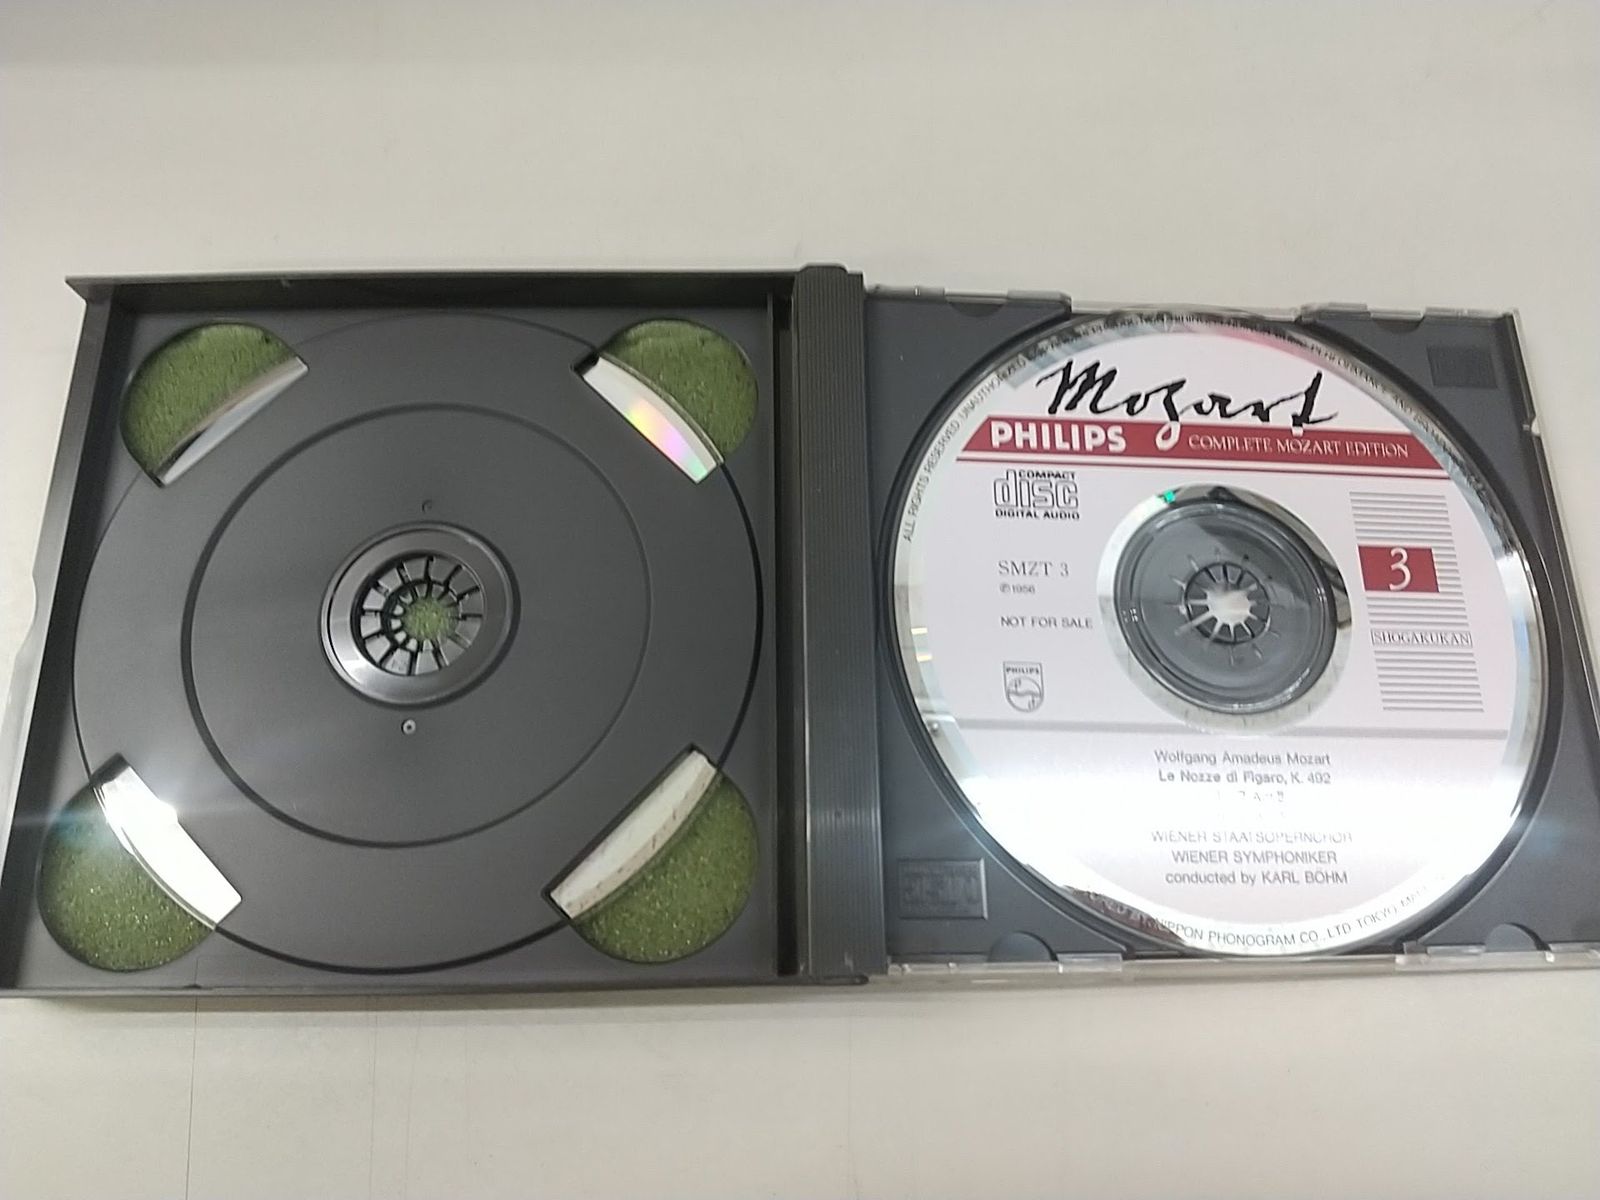 Mozart
PHILIPS COMPLETE MOZART EDITION
COMPACT
disc
DIGITAL AUDIO
SMZT 3
℗1956
NOT FOR SALE
PHILIPS
3
SHOGAKUKAN
Wolfgang Amadeus Mozart
Le Nozze di Figaro, K. 492
WIENER STAATSOPERNCHOR
WIENER SYMPHONIKER
conducted by KARL BÖHM
ALL RIGHTS RESERVED UNAUTHORIZED
NIPPON PHONOGRAM CO., LTD TOKYO